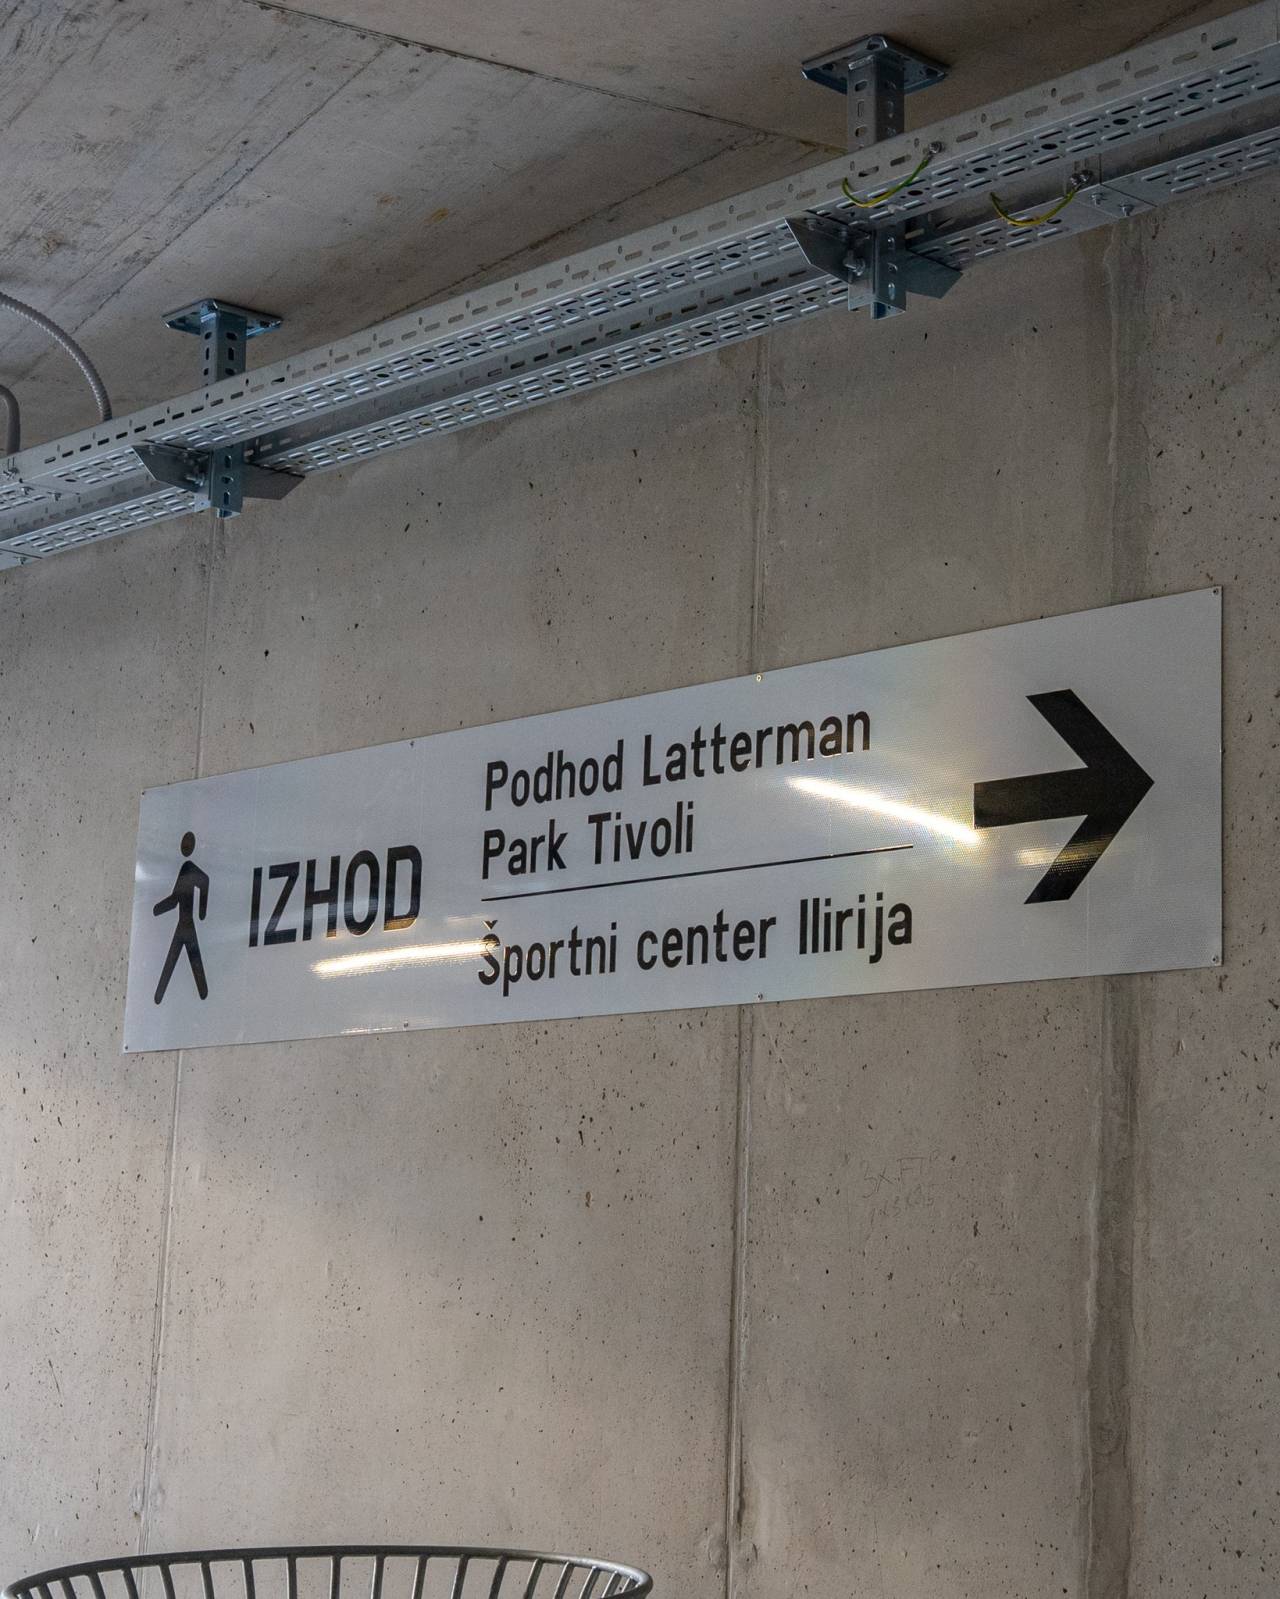 IZHOD
Podhod Latterman
Park Tivoli
Športni center Ilirija